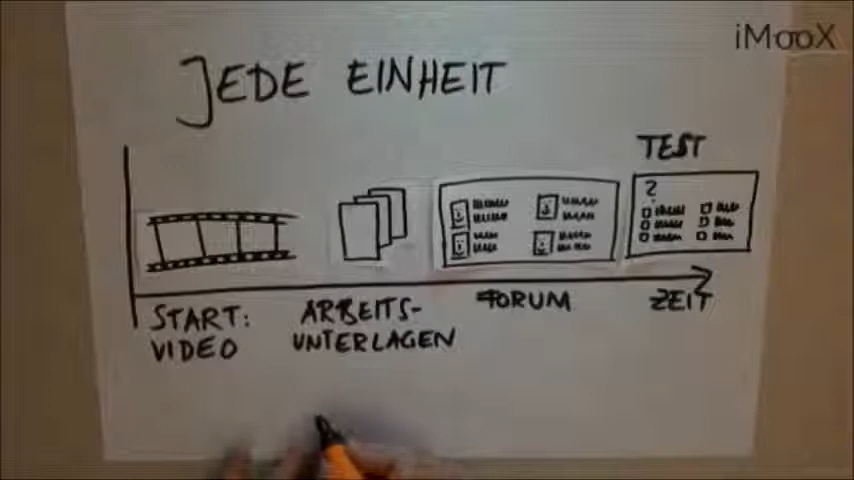 iMooX
JEDE EINHEIT
TEST
?
START:
VIDEO
ARBEITS-
UNTERLAGEN
FORUM
ZEIT